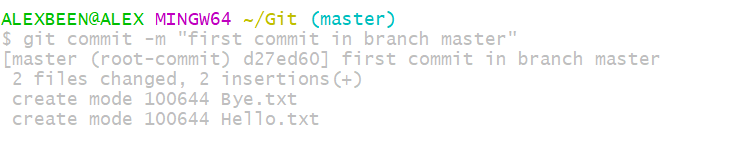 ALEXBEEN@ALEX MINGW64 ~/Git (master)
$ git commit -m "first commit in branch master"
[master (root-commit) d27ed60] first commit in branch master
 2 files changed, 2 insertions(+)
 create mode 100644 Bye.txt
 create mode 100644 Hello.txt